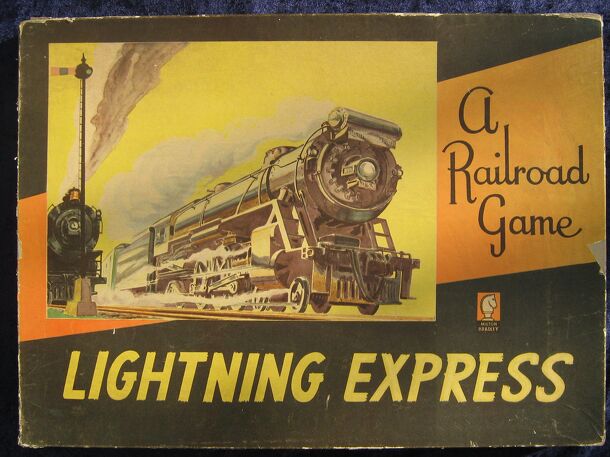 A
Railroad
Game
MILTON
BRADLEY
LIGHTNING EXPRESS